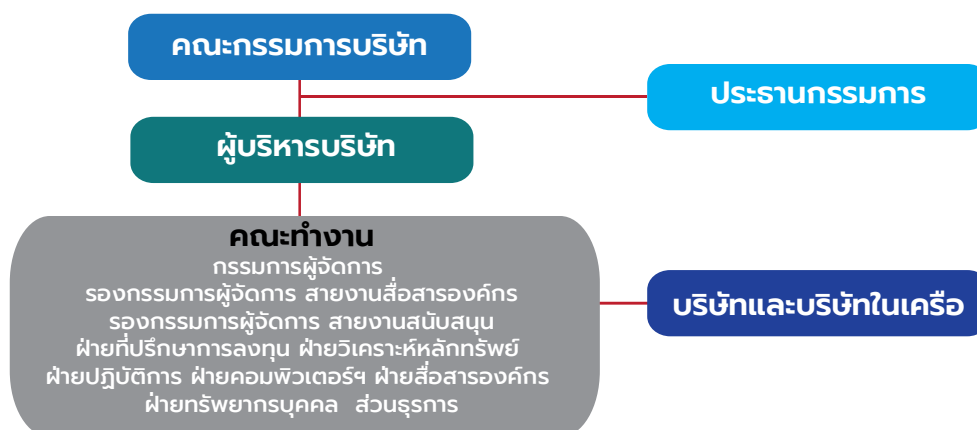 คณะกรรมการบริษัท
ประธานกรรมการ
ผู้บริหารบริษัท
คณะทำงาน
กรรมการผู้จัดการ
รองกรรมการผู้จัดการ สายงานสื่อสารองค์กร
รองกรรมการผู้จัดการ สายงานสนับสนุน
ฝ่ายที่ปรึกษาการลงทุน ฝ่ายวิเคราะห์หลักทรัพย์
ฝ่ายปฏิบัติการ ฝ่ายคอมพิวเตอร์ฯ ฝ่ายสื่อสารองค์กร
ฝ่ายทรัพยากรบุคคล ส่วนธุรการ
บริษัทและบริษัทในเครือ